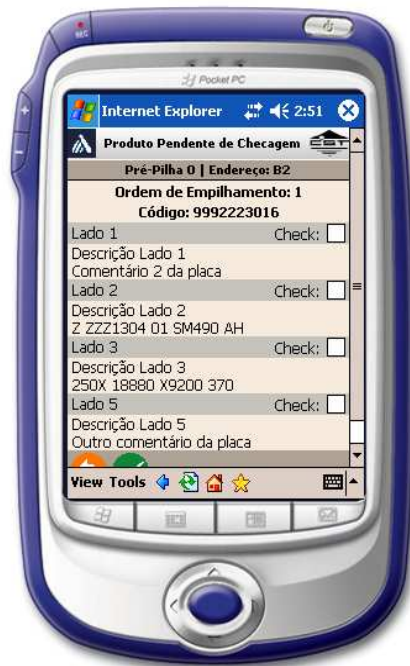 REC
Pocket PC
Internet Explorer 2:51
Produto Pendente de Checagem CST
Pré-Pilha 0 | Endereço: B2
Ordem de Empilhamento: 1
Código: 9992223016
Lado 1 Check:
Descrição Lado 1
Comentário 2 da placa
Lado 2 Check:
Descrição Lado 2
Z ZZZ1304 01 SM490 AH
Lado 3 Check:
Descrição Lado 3
250X 18880 X9200 370
Lado 5 Check:
Descrição Lado 5
Outro comentário da placa
View Tools